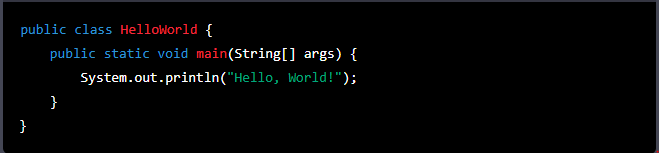 public class HelloWorld {
    public static void main(String[] args) {
        System.out.println("Hello, World!");
    }
}